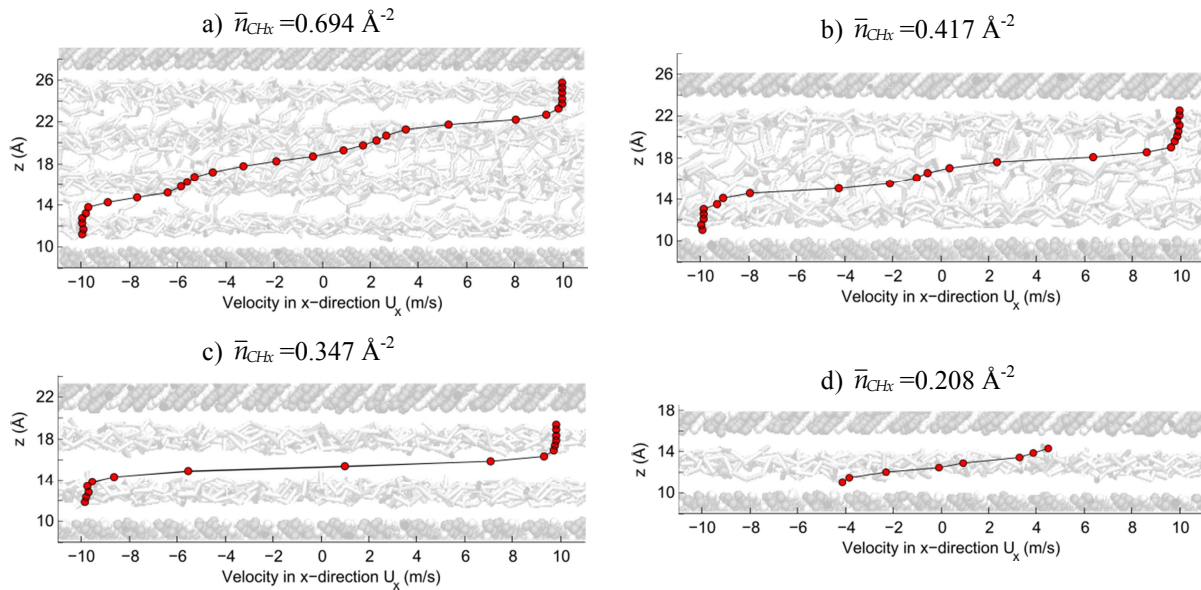 a) n̅CHx =0.694 Å-2
26
22
18
14
10
z (Å)
−10 −8 −6 −4 −2 0 2 4 6 8 10
Velocity in x−direction Ux (m/s)
b) n̅CHx =0.417 Å-2
26
22
18
14
10
z (Å)
−10 −8 −6 −4 −2 0 2 4 6 8 10
Velocity in x−direction Ux (m/s)
c) n̅CHx =0.347 Å-2
22
18
14
10
z (Å)
−10 −8 −6 −4 −2 0 2 4 6 8 10
Velocity in x−direction Ux (m/s)
d) n̅CHx =0.208 Å-2
18
14
10
z (Å)
−10 −8 −6 −4 −2 0 2 4 6 8 10
Velocity in x−direction Ux (m/s)